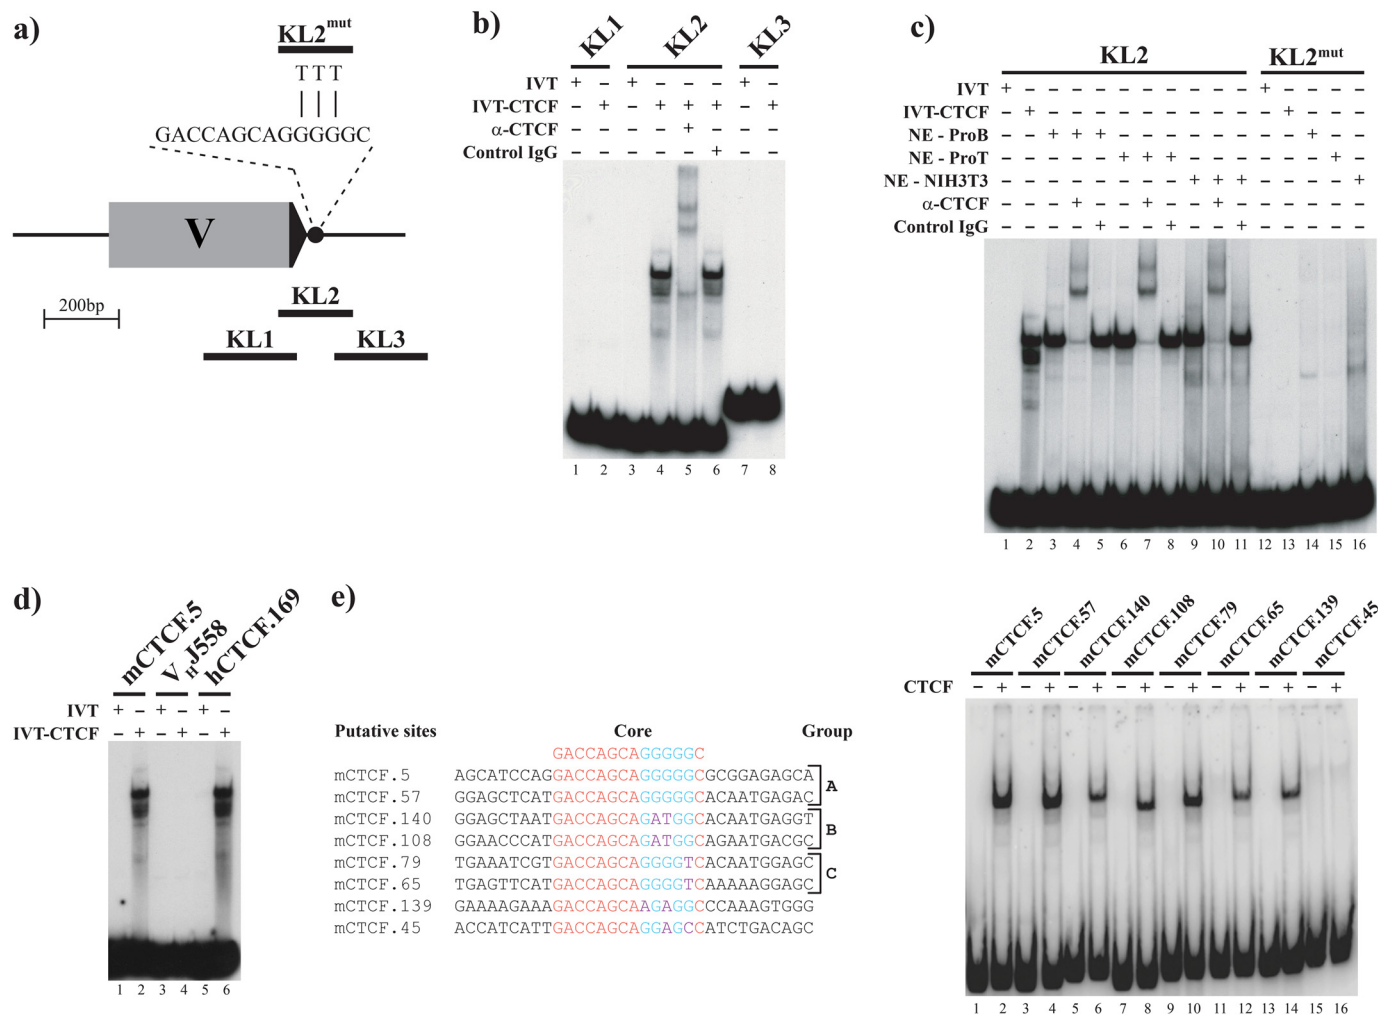 a)
KL2mut
T T T
GACCAGCAGGGGGC
V
200bp
KL2
KL1
KL3
b)
KL1
KL2
KL3
IVT + – + – – – + –
IVT-CTCF – + – + + + – +
α-CTCF – – – – + – – –
Control IgG – – – – – + – –
1 2 3 4 5 6 7 8
c)
KL2
KL2mut
IVT + – – – – – – – – – – + – – – –
IVT-CTCF – + – – – – – – – – – – + – – –
NE - ProB – – + + + – – – – – – – – + – –
NE - ProT – – – – – + + + – – – – – – + –
NE - NIH3T3 – – – – – – – – + + + – – – – +
α-CTCF – – – + – – + – – + – – – – – –
Control IgG – – – – + – – + – – + – – – – –
1 2 3 4 5 6 7 8 9 10 11 12 13 14 15 16
d)
mCTCF.5
VHJ558
hCTCF.169
IVT + – + – + –
IVT-CTCF – + – + – +
1 2 3 4 5 6
e)
Putative sites Core Group
GACCAGCAGGGGGC
mCTCF.5 AGCATCCAGGACCAGCAGGGGGCGCGGAGAGCA
mCTCF.57 GGAGCTCATGACCAGCAGGGGGCACAATGAGAC
A
mCTCF.140 GGAGCTAATGACCAGCAGATGGCACAATGAGGT
mCTCF.108 GGAACCCATGACCAGCAGATGGCAGAATGACGC
B
mCTCF.79 TGAAATCGTGACCAGCAGGGGTCACAATGGAGC
mCTCF.65 TGAGTTCATGACCAGCAGGGGTCAAAAAGGAGC
C
mCTCF.139 GAAAAGAAAGACCAGCAAGAGGCCCAAAGTGGG
mCTCF.45 ACCATCATTGACCAGCAGGAGCCATCTGACAGC
mCTCF.5
mCTCF.57
mCTCF.140
mCTCF.108
mCTCF.79
mCTCF.65
mCTCF.139
mCTCF.45
CTCF – + – + – + – + – + – + – + – +
1 2 3 4 5 6 7 8 9 10 11 12 13 14 15 16